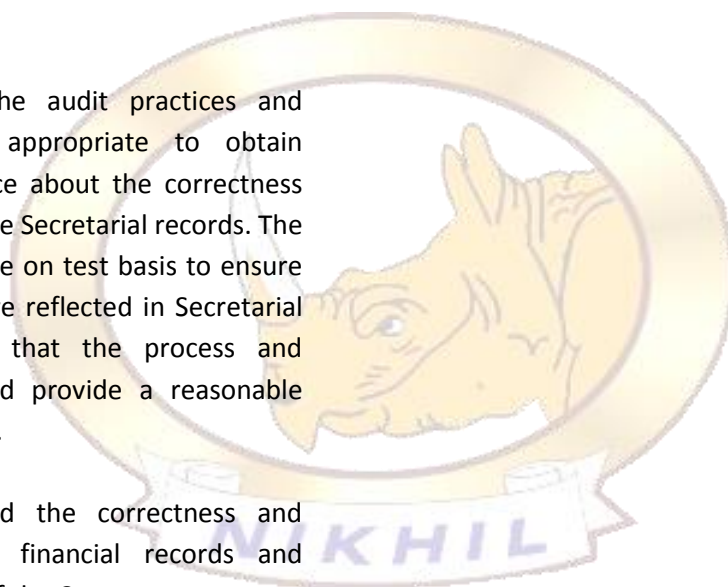 he audit practices and
appropriate to obtain
ce about the correctness
e Secretarial records. The
e on test basis to ensure
e reflected in Secretarial
that the process and
d provide a reasonable
d the correctness and
financial records and
NIKHIL